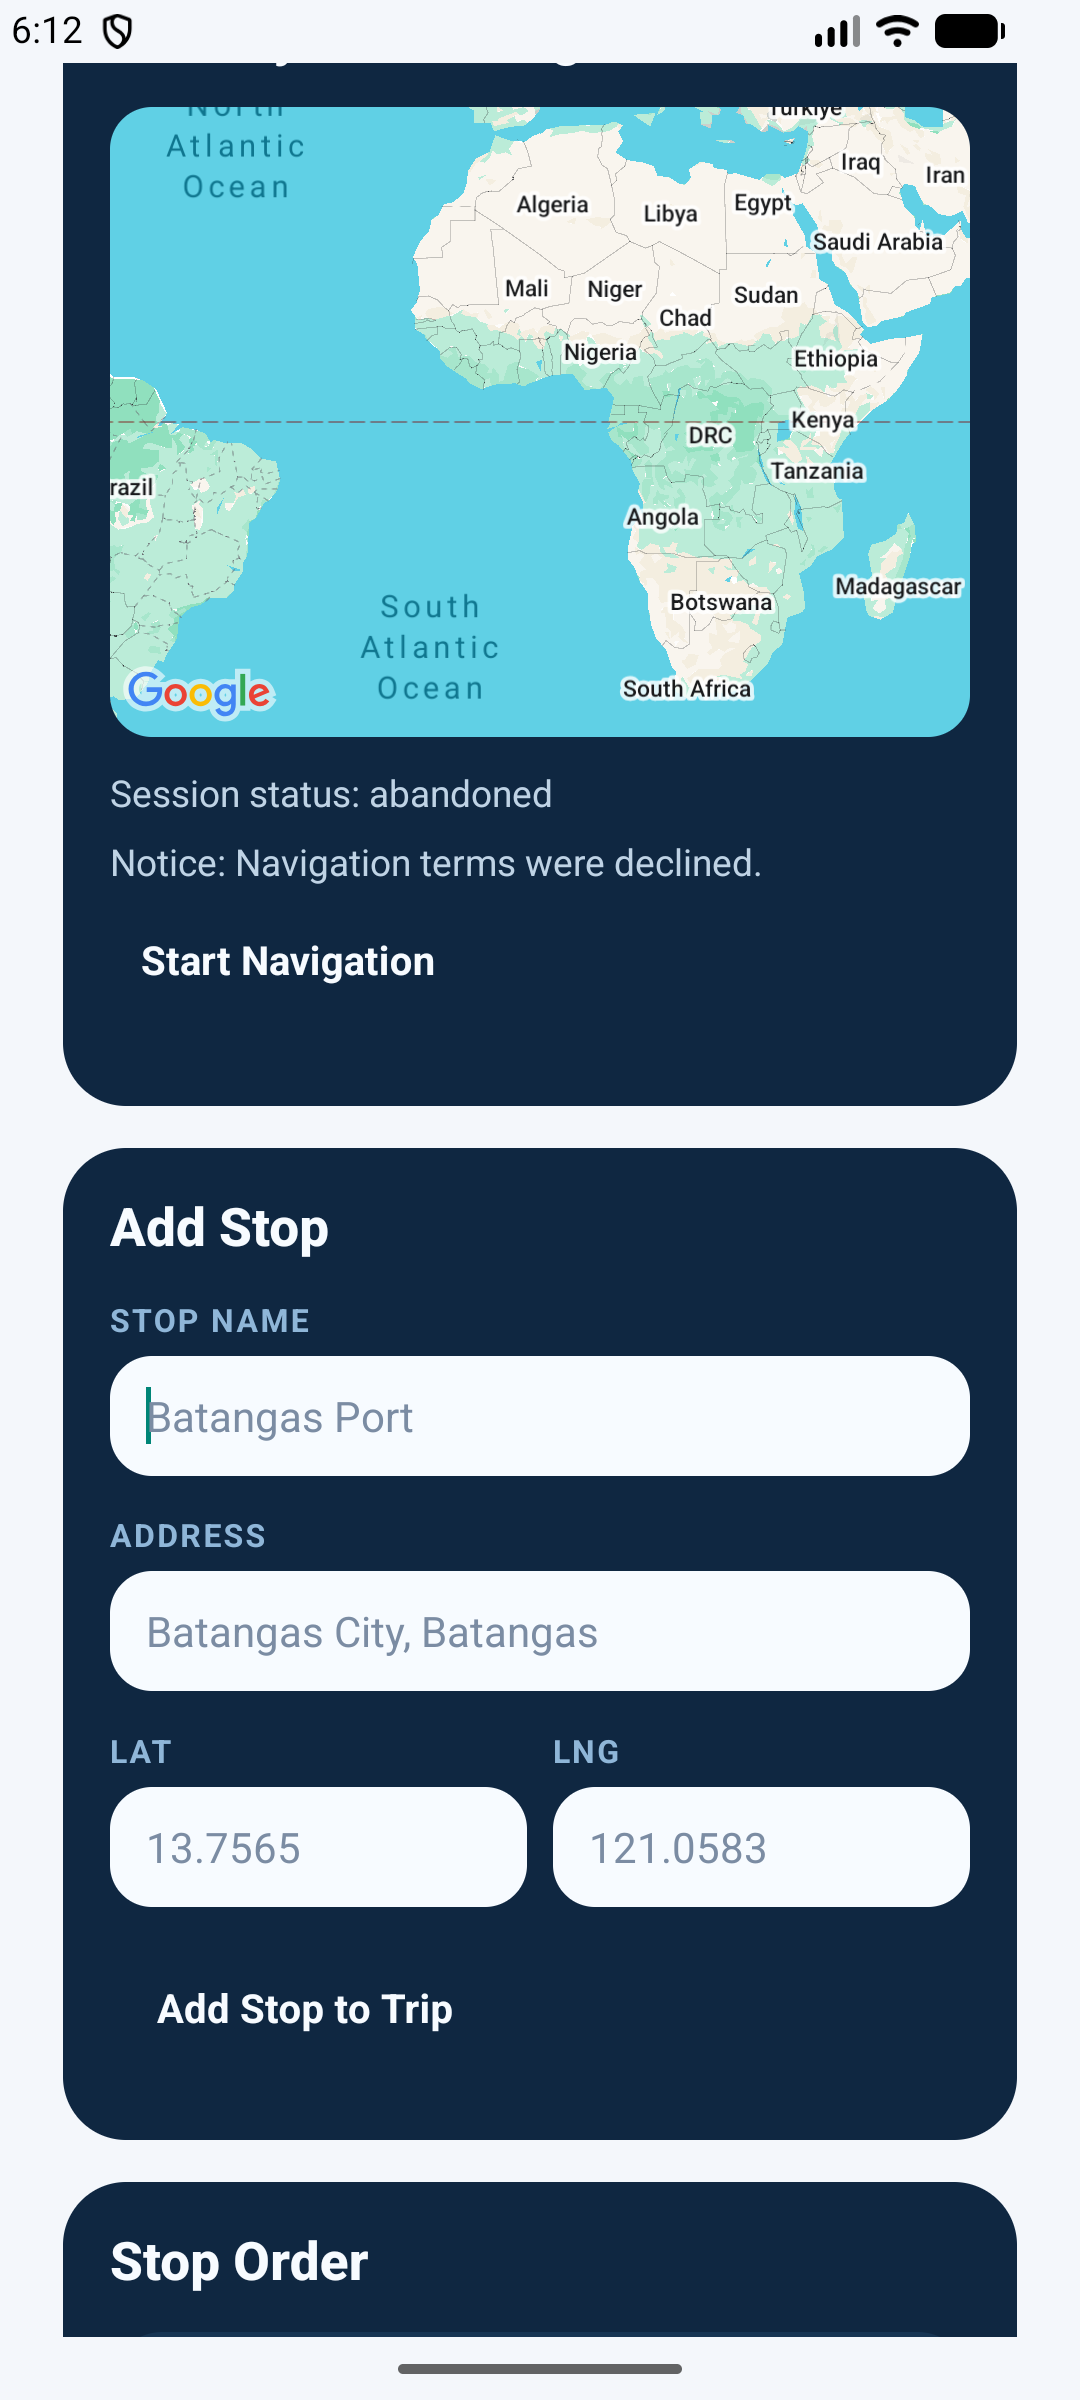 6:12
North
Atlantic
Ocean
Türkiye
Iraq
Iran
Algeria
Libya
Egypt
Saudi Arabia
Mali
Niger
Sudan
Chad
Nigeria
Ethiopia
Kenya
DRC
Tanzania
razil
Angola
Madagascar
Botswana
South
Atlantic
Ocean
South Africa
Google
Session status: abandoned
Notice: Navigation terms were declined.
Start Navigation
Add Stop
STOP NAME
Batangas Port
ADDRESS
Batangas City, Batangas
LAT
LNG
13.7565
121.0583
Add Stop to Trip
Stop Order